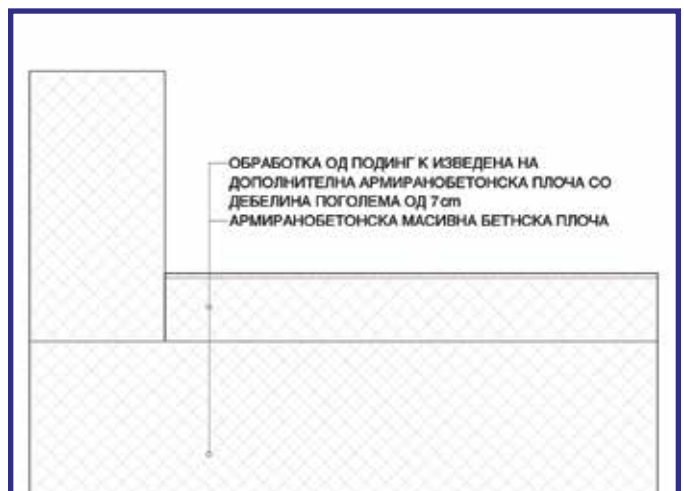 ОБРАБОТКА ОД ПОДИНГ К ИЗВЕДЕНА НА
ДОПОЛНИТЕЛНА АРМИРАНОБЕТОНСКА ПЛОЧА СО
ДЕБЕЛИНА ПОГОЛЕМА ОД 7cm
АРМИРАНОБЕТОНСКА МАСИВНА БЕТНСКА ПЛОЧА